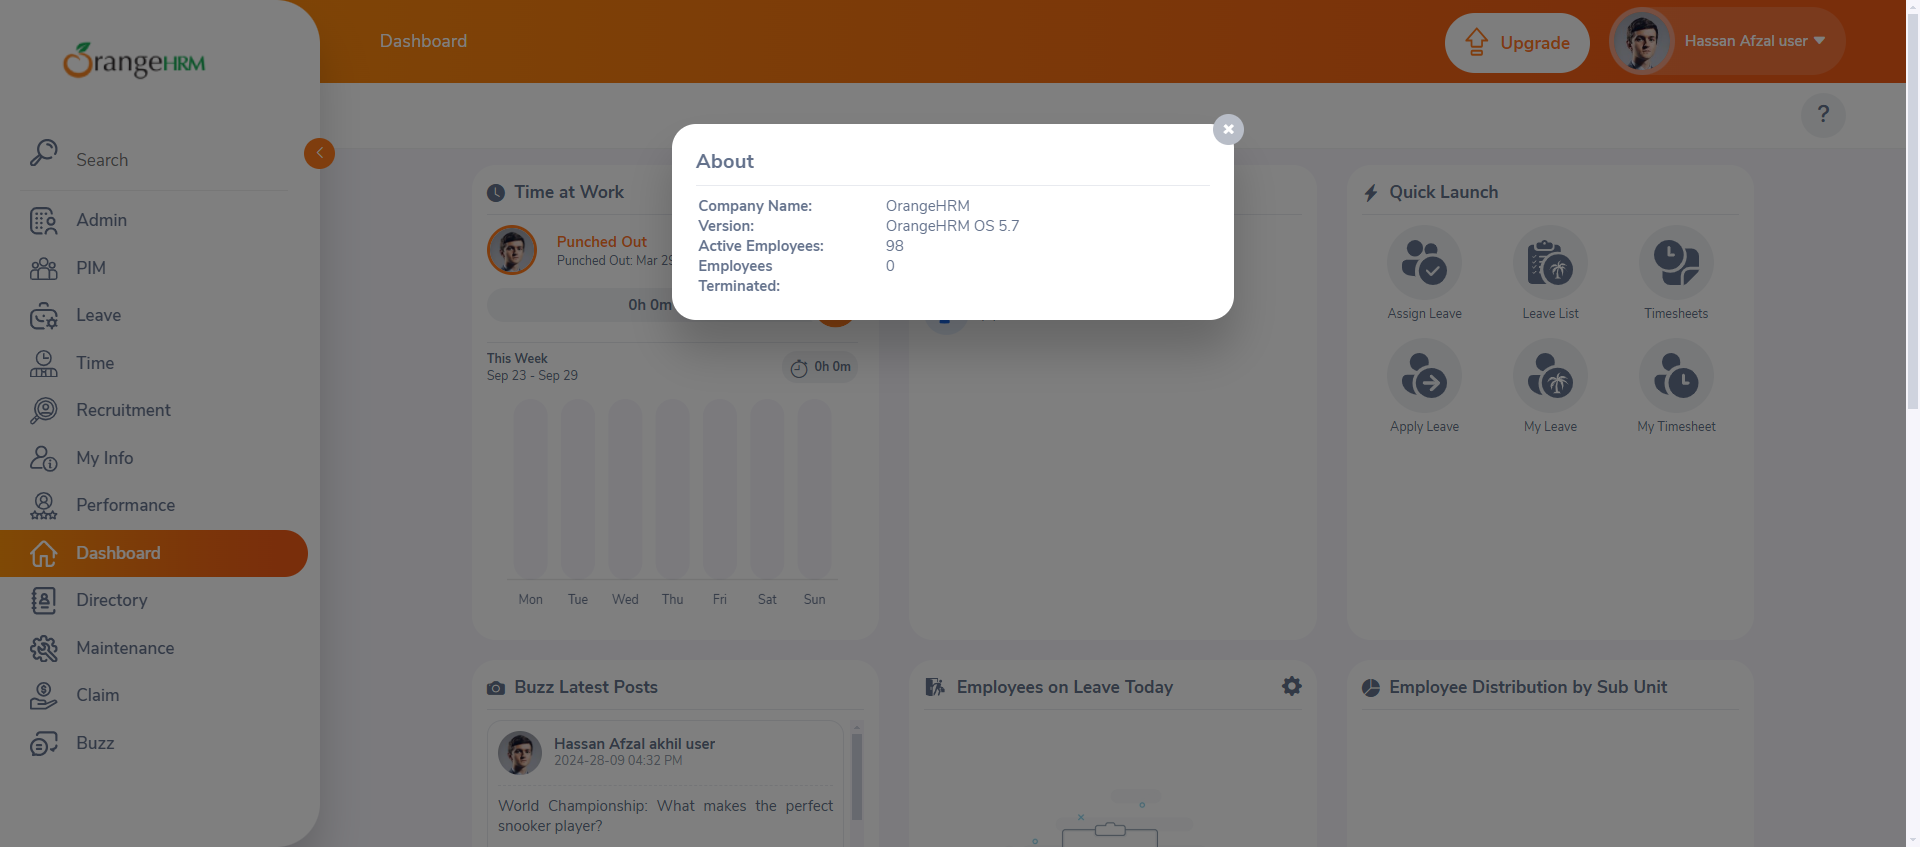 OrangeHRM
Dashboard
Upgrade
Hassan Afzal user
?
Search
Admin
PIM
Leave
Time
Recruitment
My Info
Performance
Dashboard
Directory
Maintenance
Claim
Buzz
About
Company Name: OrangeHRM
Version: OrangeHRM OS 5.7
Active Employees: 98
Employees 0
Terminated:
Time at Work
Punched Out
Punched Out: Mar 29
0h 0m
This Week
Sep 23 - Sep 29
0h 0m
Mon Tue Wed Thu Fri Sat Sun
Quick Launch
Assign Leave Leave List Timesheets
Apply Leave My Leave My Timesheet
Buzz Latest Posts
Hassan Afzal akhil user
2024-28-09 04:32 PM
World Championship: What makes the perfect
snooker player?
Employees on Leave Today
Employee Distribution by Sub Unit